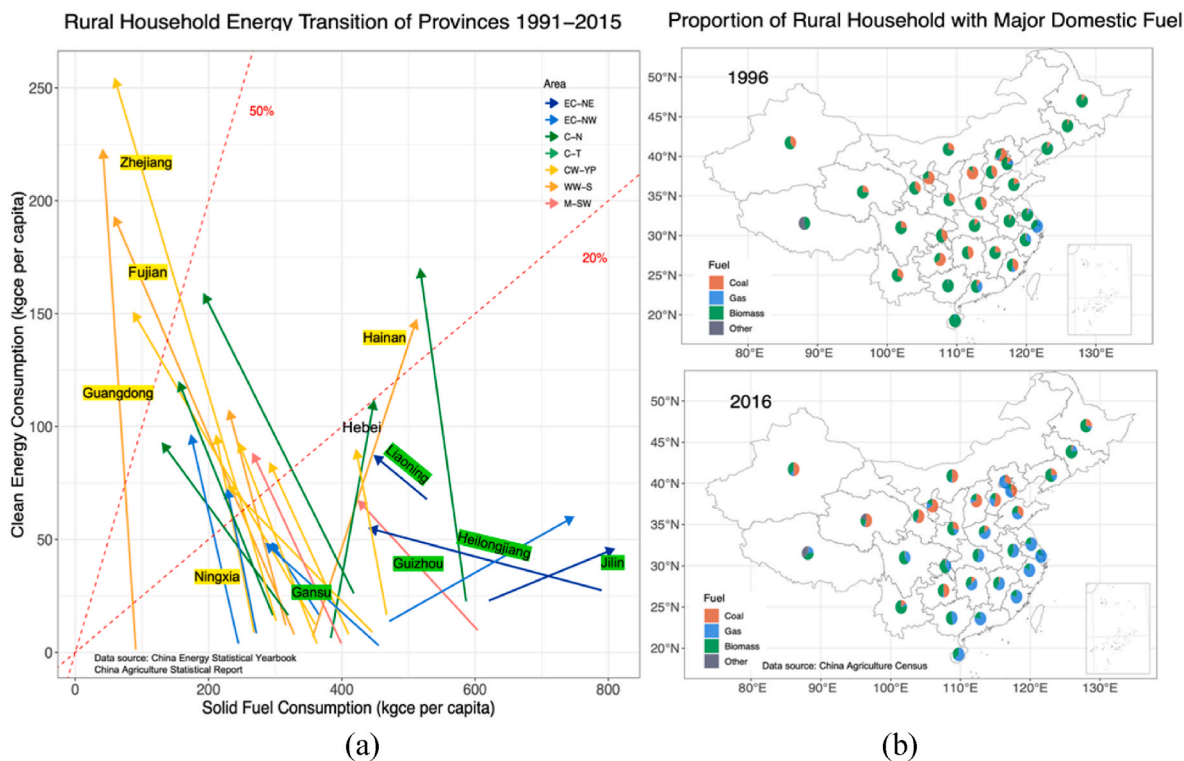 Rural Household Energy Transition of Provinces 1991–2015
Clean Energy Consumption (kgce per capita)
250
200
150
100
50
0
0
200
400
600
800
Solid Fuel Consumption (kgce per capita)
50%
20%
Area
EC–NE
EC–NW
C–N
C–T
CW–YP
WW–S
M–SW
Zhejiang
Fujian
Guangdong
Hainan
Hebei
Liaoning
Heilongjiang
Guizhou
Jilin
Ningxia
Gansu
Data source: China Energy Statistical Yearbook
China Agriculture Statistical Report
(a)
Proportion of Rural Household with Major Domestic Fuel
1996
50°N
45°N
40°N
35°N
30°N
25°N
20°N
Fuel
Coal
Gas
Biomass
Other
80°E
90°E
100°E
110°E
120°E
130°E
2016
50°N
45°N
40°N
35°N
30°N
25°N
20°N
Fuel
Coal
Gas
Biomass
Other
Data source: China Agriculture Census
80°E
90°E
100°E
110°E
120°E
130°E
(b)